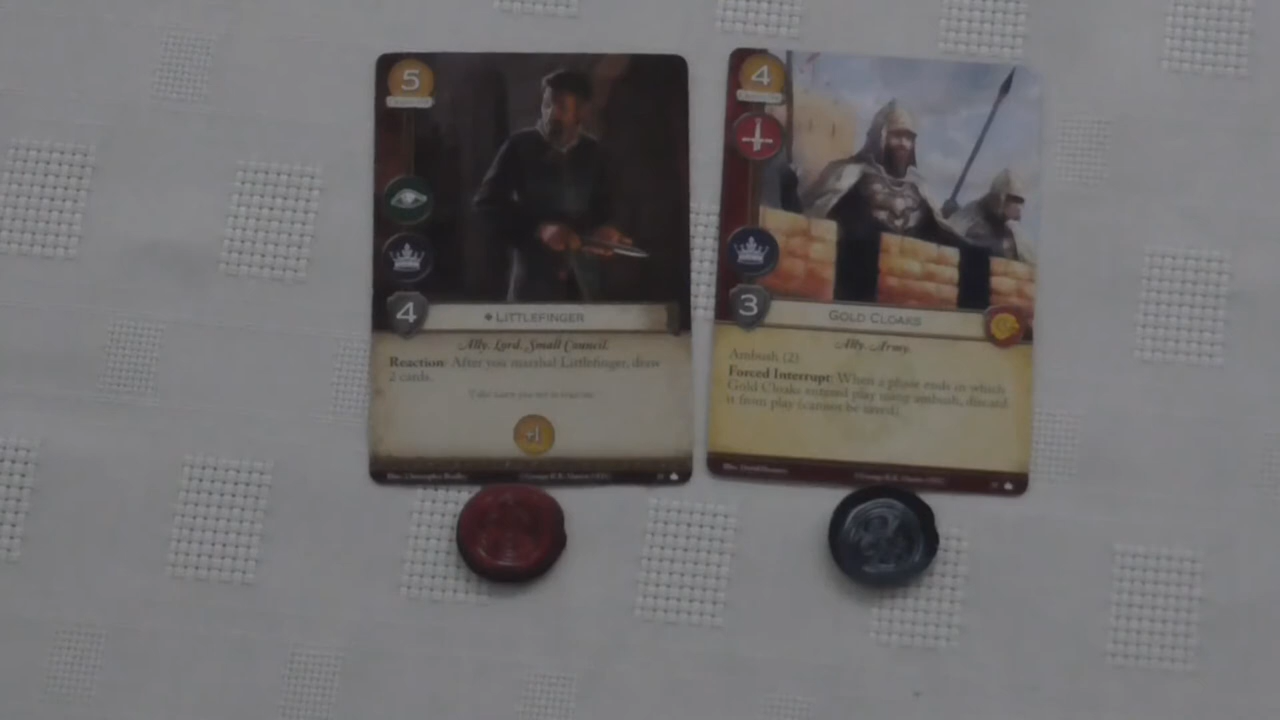 5
Character
4
LITTLEFINGER
Ally. Lord. Small Council.
Reaction: After you marshal Littlefinger, draw
2 cards.
+1
4
3
GOLD CLOAKS
Ally. Army.
Ambush (2).
Forced Interrupt: When a phase ends in which
Gold Cloaks entered play using ambush, discard
it from play (cannot be saved).